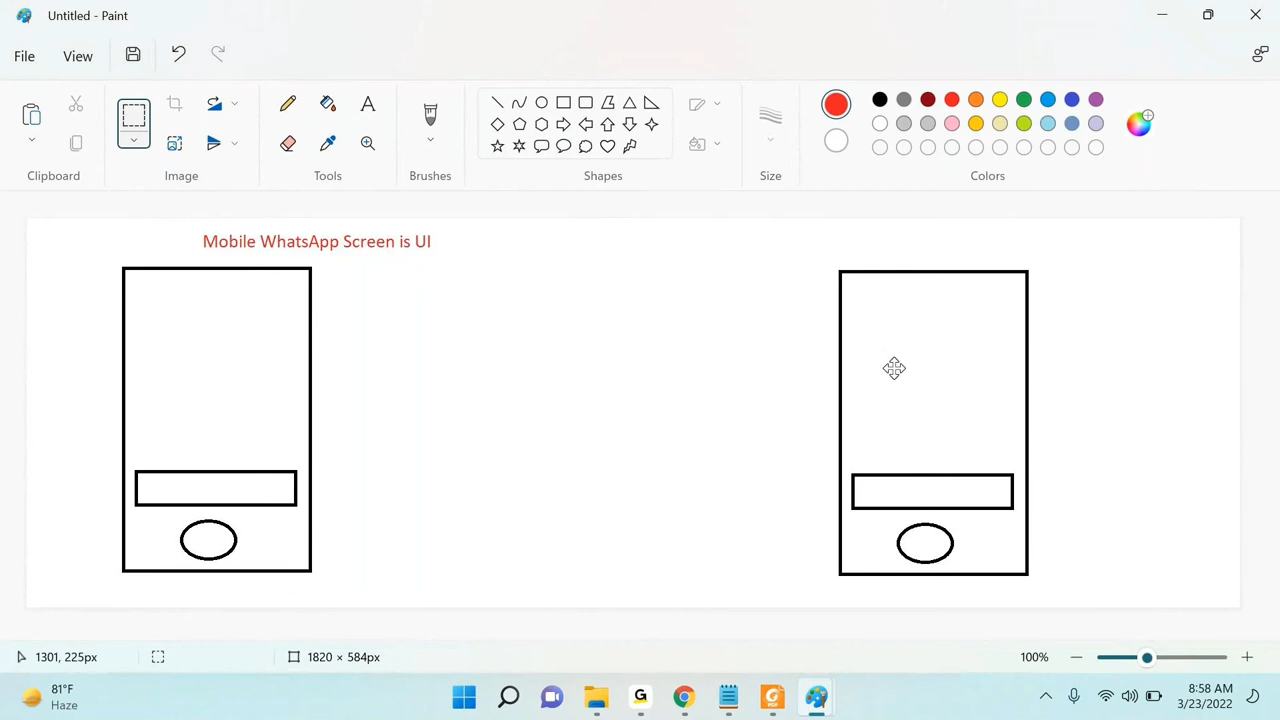 Untitled - Paint
File
View
Clipboard
Image
Tools
Brushes
Shapes
Size
Colors
Mobile WhatsApp Screen is UI
1301, 225px
1820 × 584px
100%
81°F
Haze
G
PDF
8:58 AM
3/23/2022